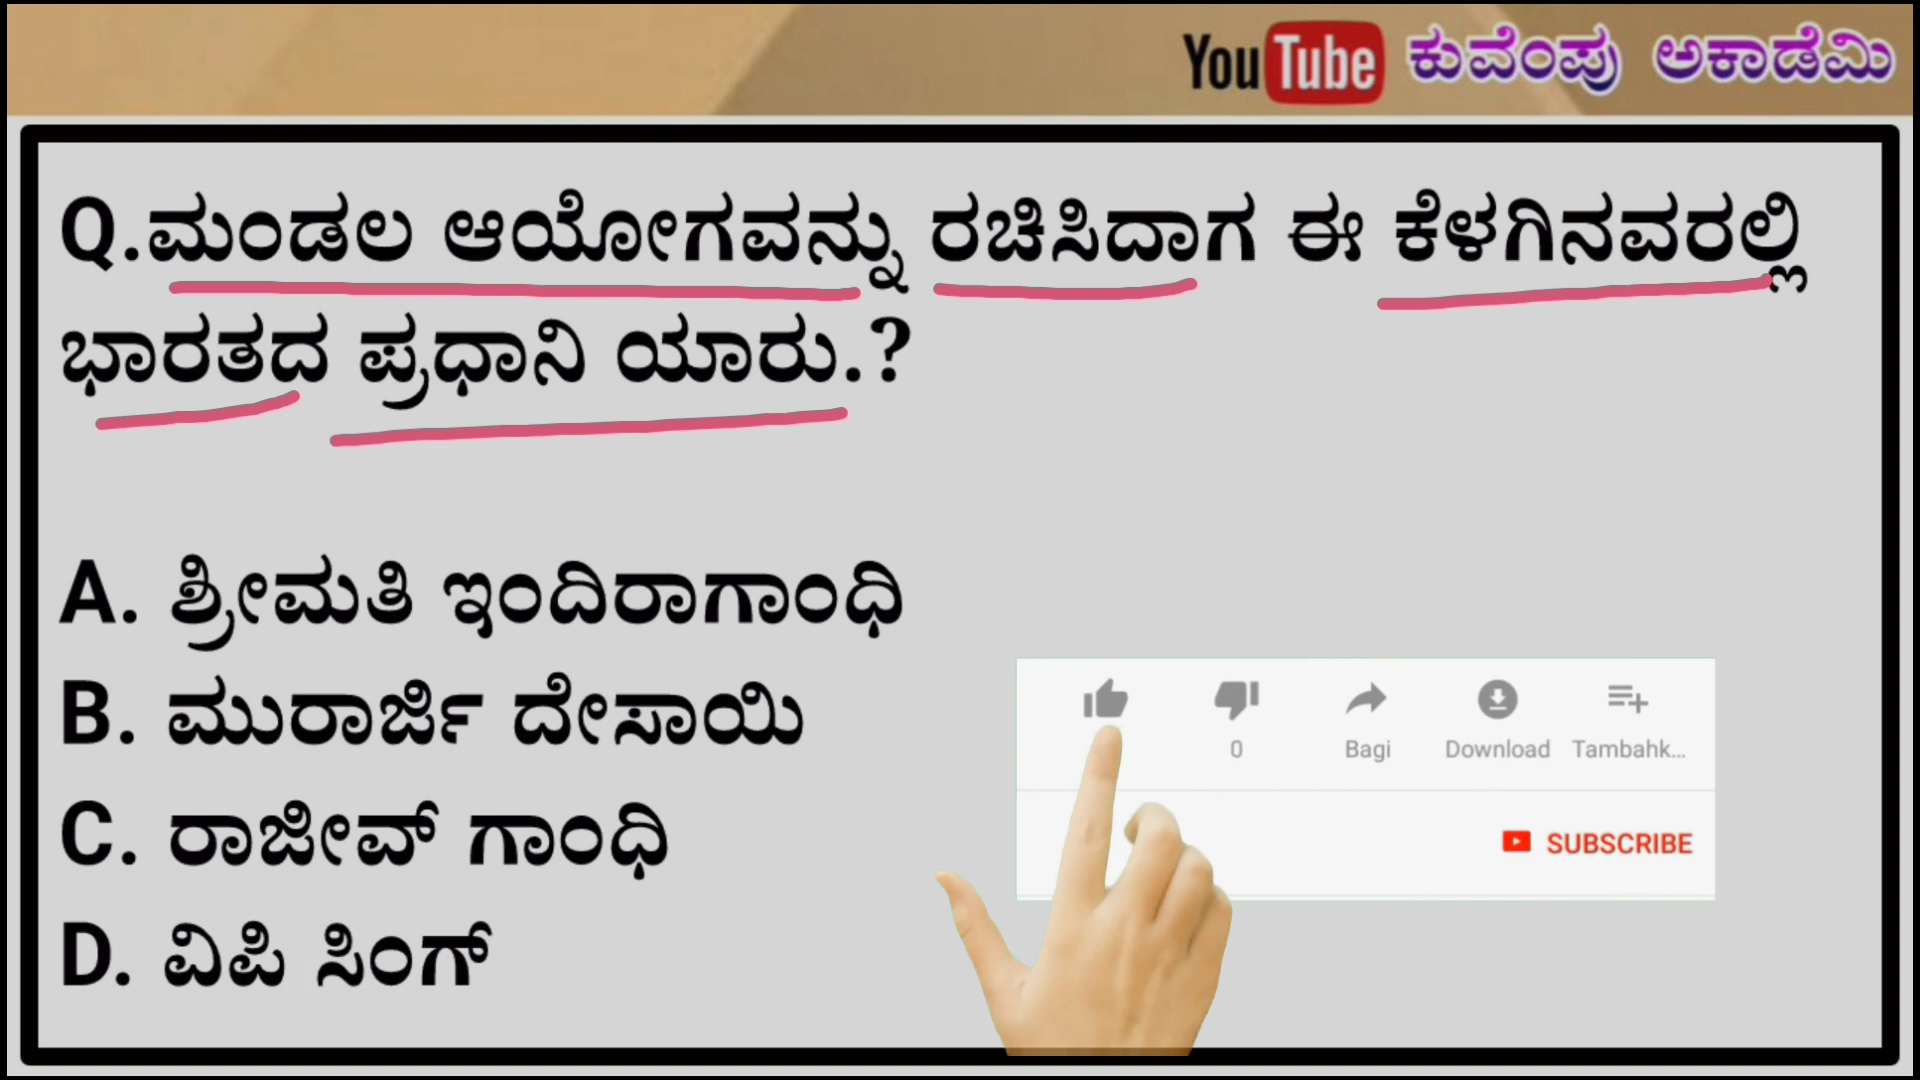 YouTube ಕುವೆಂಪು ಅಕಾಡೆಮಿ
Q.ಮಂಡಲ ಆಯೋಗವನ್ನು ರಚಿಸಿದಾಗ ಈ ಕೆಳಗಿನವರಲ್ಲಿ
ಭಾರತದ ಪ್ರಧಾನಿ ಯಾರು.?
A. ಶ್ರೀಮತಿ ಇಂದಿರಾಗಾಂಧಿ
B. ಮುರಾರ್ಜಿ ದೇಸಾಯಿ
C. ರಾಜೀವ್ ಗಾಂಧಿ
D. ವಿಪಿ ಸಿಂಗ್
0 Bagi Download Tambahk...
SUBSCRIBE